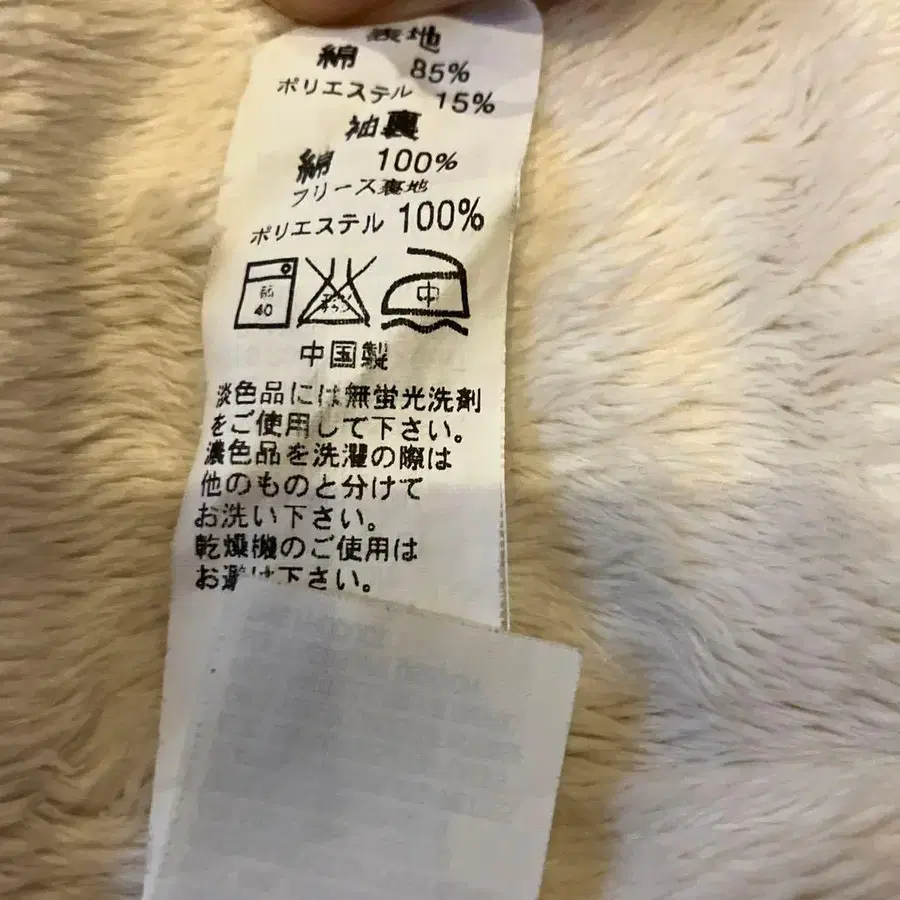 表地
綿 85%
ポリエステル 15%
袖裏
綿 100%
フリース裏地
ポリエステル 100%
40
中
中国製
淡色品には無蛍光洗剤
をご使用して下さい。
濃色品を洗濯の際は
他のものと分けて
お洗い下さい。
乾燥機のご使用は
お避け下さい。